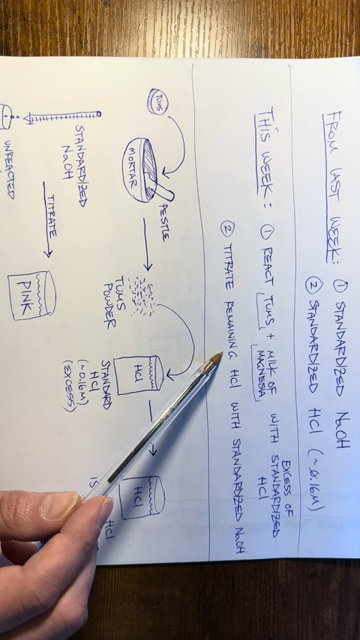 FROM LAST WEEK: ① STANDARDIZED NaOH
② STANDARDIZED HCl (~0.16M)
THIS WEEK: ① REACT TUMS + MILK OF MAGNESIA WITH EXCESS OF STANDARDIZED HCl
② TITRATE REMAINING HCl WITH STANDARDIZED NaOH
TUMS
MORTAR
PESTLE
TUMS POWDER
HCl
STANDARD HCl
(~0.16M)
(EXCESS)
HCl
HCl
STANDARDIZED NaOH
TITRATE
PINK
UNREACTED